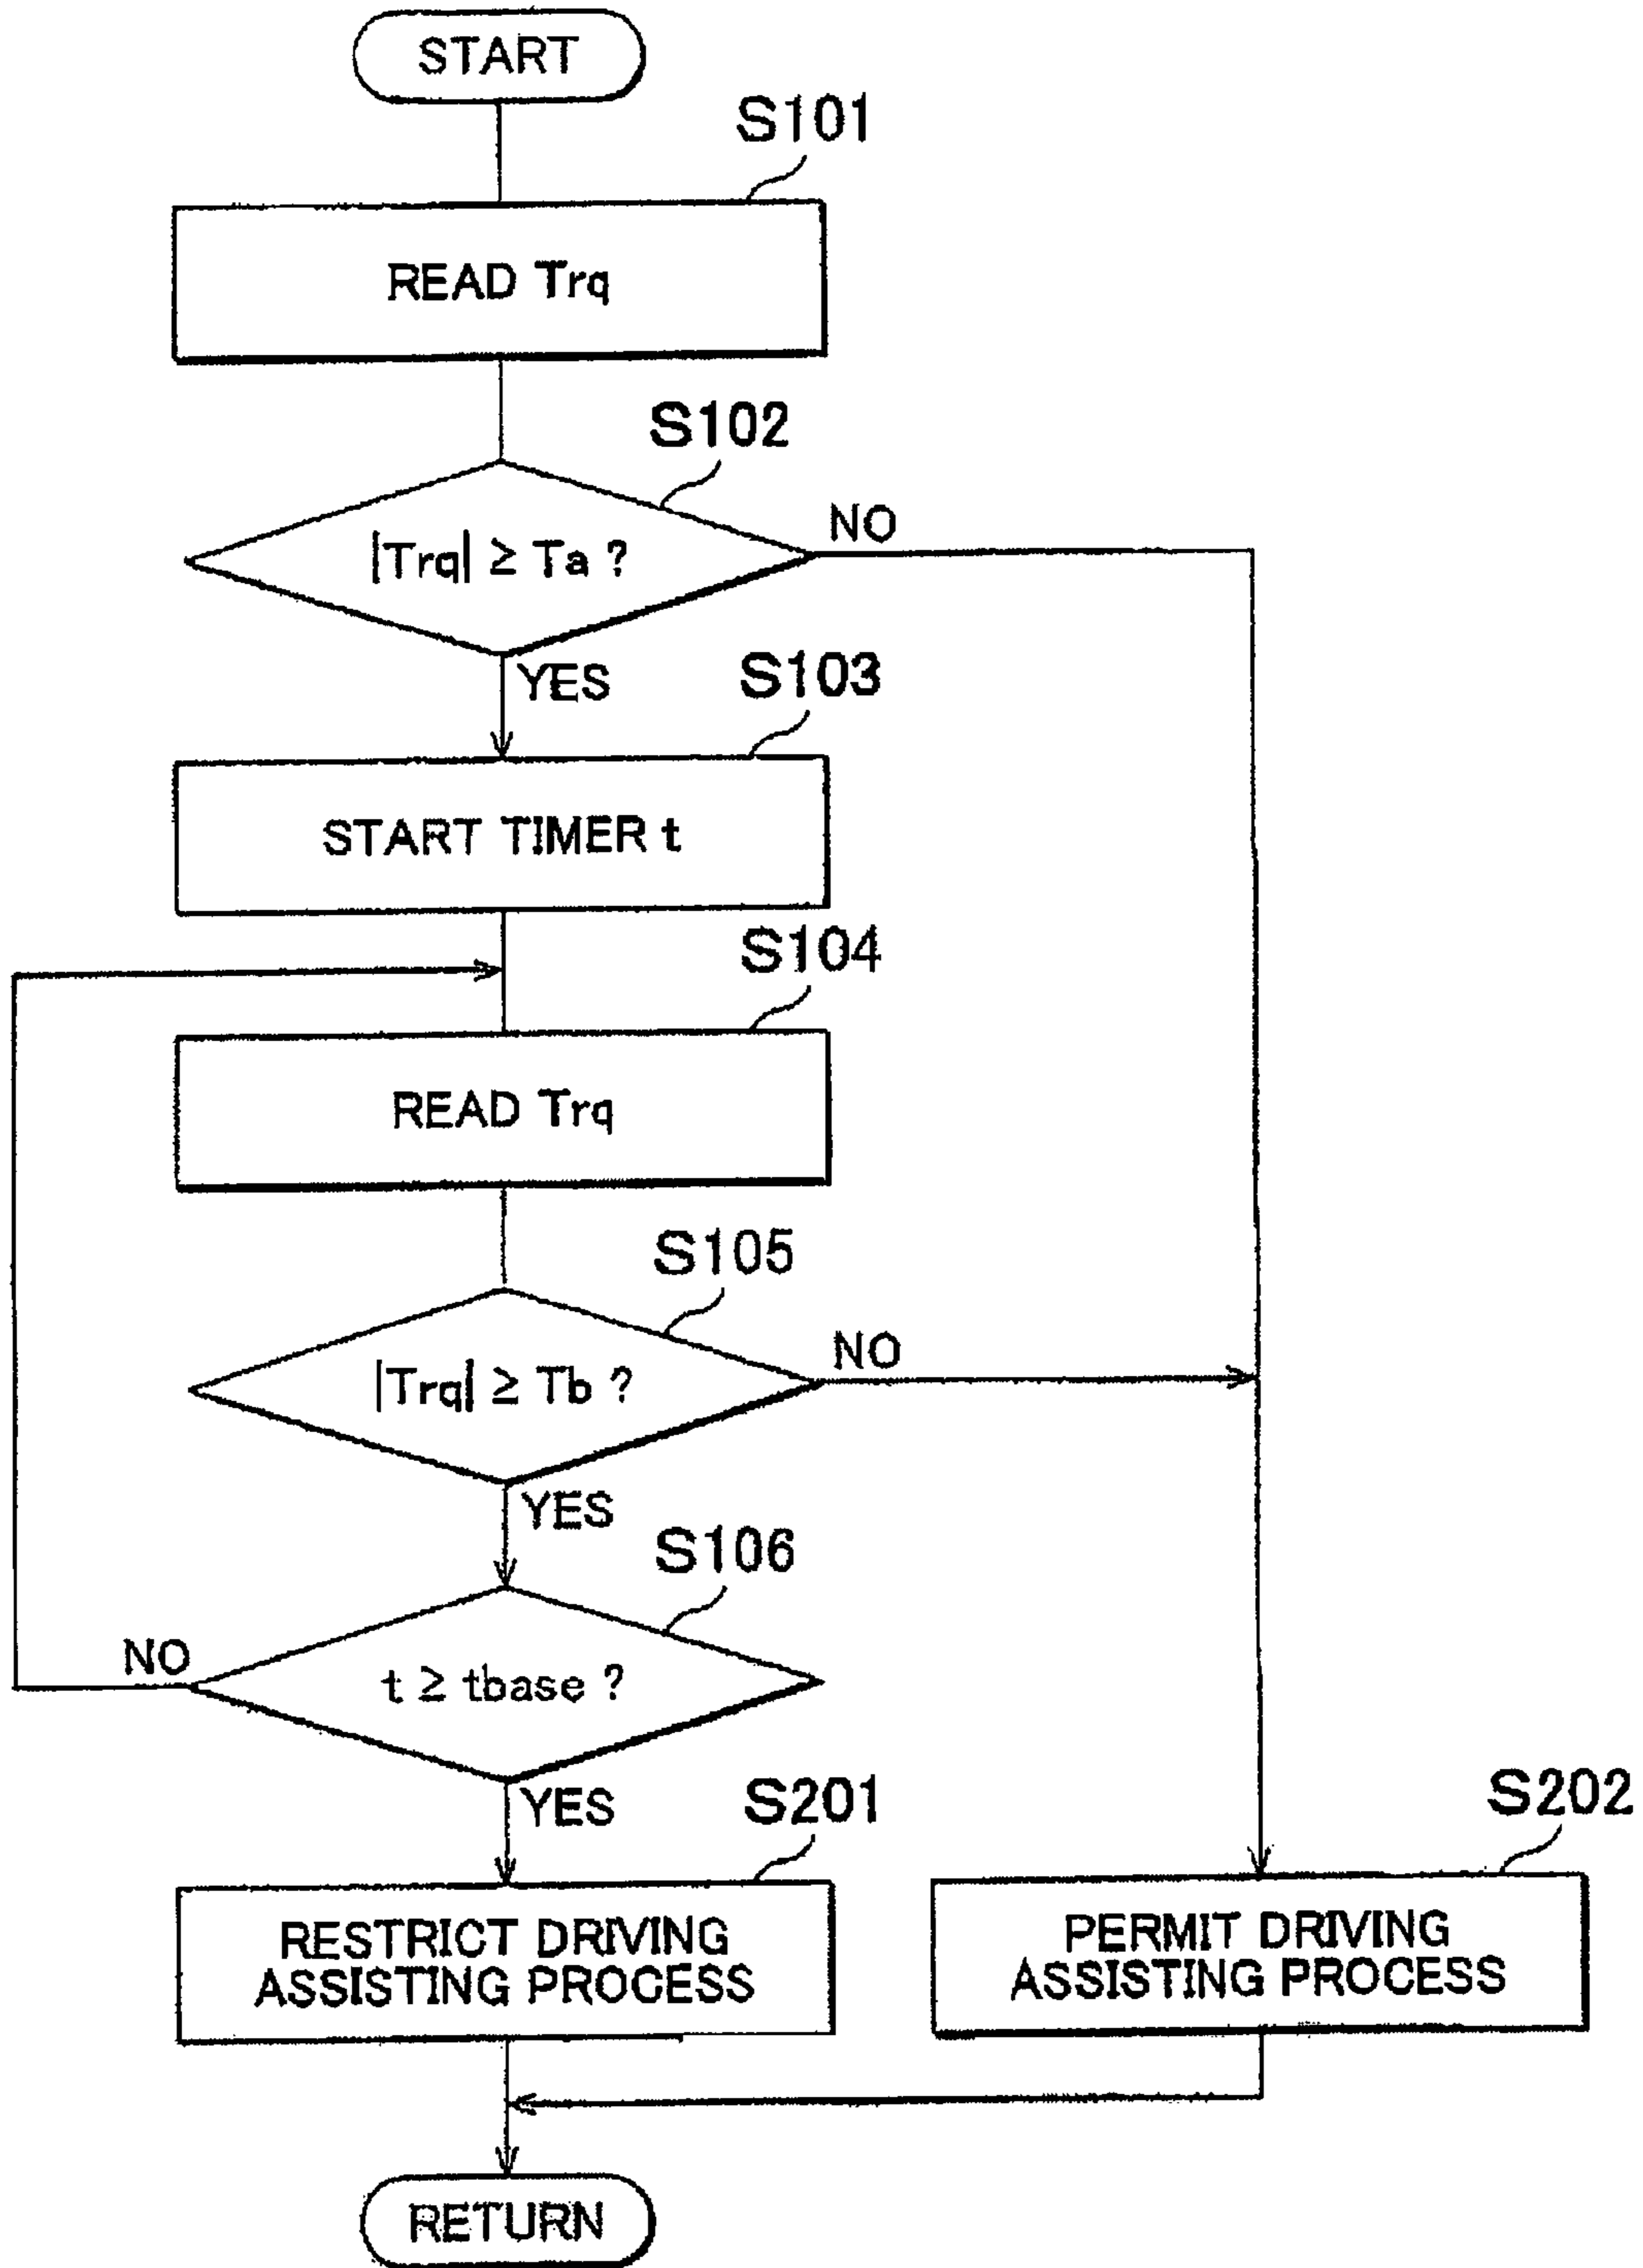 START
S101
READ Trq
S102
|Trq| ≥ Ta ?
NO
YES
S103
START TIMER t
S104
READ Trq
S105
|Trq| ≥ Tb ?
NO
YES
S106
t ≥ tbase ?
NO
YES
S201
RESTRICT DRIVING
ASSISTING PROCESS
S202
PERMIT DRIVING
ASSISTING PROCESS
RETURN